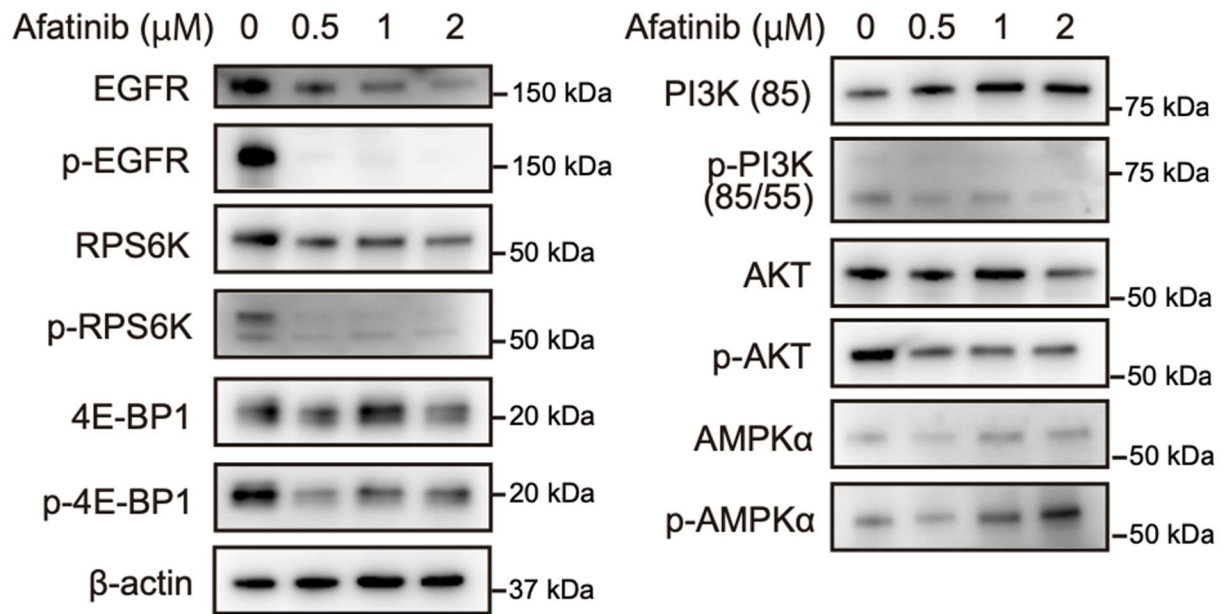 Afatinib (μM) 0 0.5 1 2
EGFR 150 kDa
p-EGFR 150 kDa
RPS6K 50 kDa
p-RPS6K 50 kDa
4E-BP1 20 kDa
p-4E-BP1 20 kDa
β-actin 37 kDa
Afatinib (μM) 0 0.5 1 2
PI3K (85) 75 kDa
p-PI3K 75 kDa
(85/55)
AKT 50 kDa
p-AKT 50 kDa
AMPKα 50 kDa
p-AMPKα 50 kDa